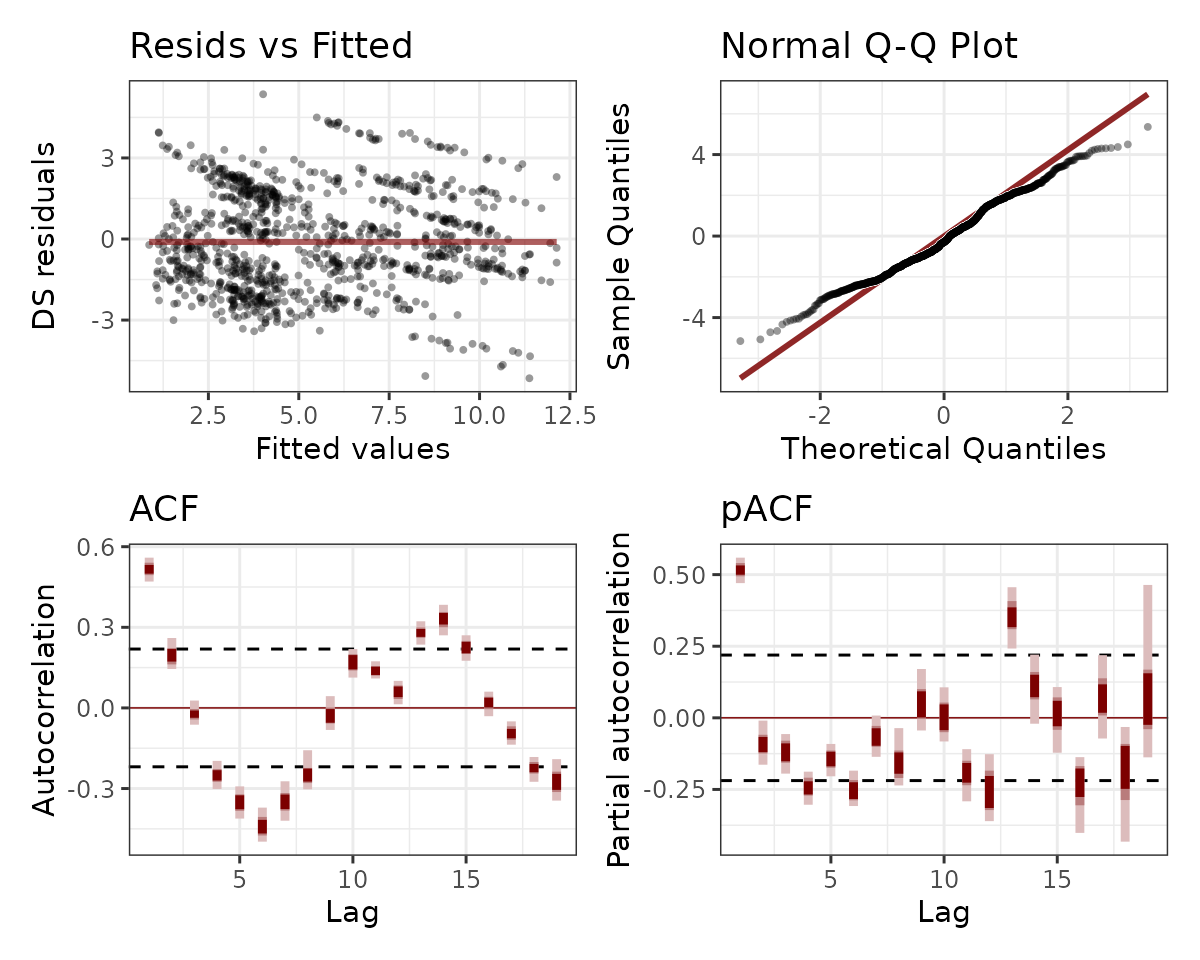 Resids vs Fitted
DS residuals
3
0
-3
2.5 5.0 7.5 10.0 12.5
Fitted values
Normal Q-Q Plot
Sample Quantiles
4
0
-4
-2 0 2
Theoretical Quantiles
ACF
Autocorrelation
0.6
0.3
0.0
-0.3
5 10 15
Lag
pACF
Partial autocorrelation
0.50
0.25
0.00
-0.25
5 10 15
Lag